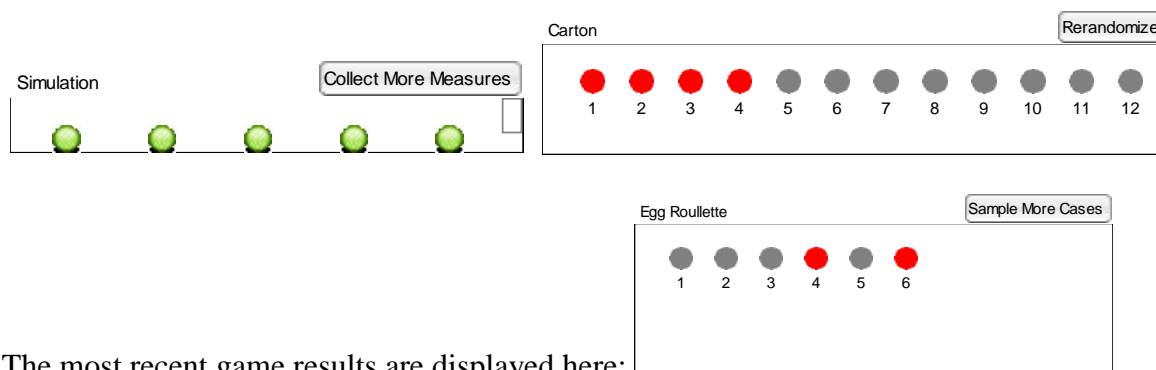 Carton
Rerandomize
Simulation
Collect More Measures
1 2 3 4 5 6 7 8 9 10 11 12
Egg Roullette
Sample More Cases
1 2 3 4 5 6
The most recent game results are displayed here: